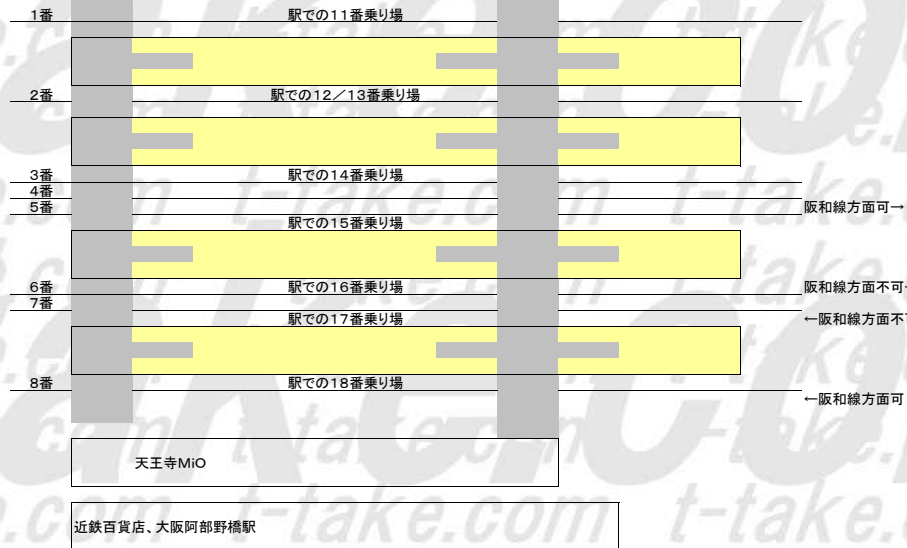 1番 駅での11番乗り場
2番 駅での12／13番乗り場
3番 駅での14番乗り場
4番
5番 阪和線方面可→
駅での15番乗り場
6番 駅での16番乗り場 阪和線方面不可
7番
駅での17番乗り場 ←阪和線方面不
8番 駅での18番乗り場
←阪和線方面可
天王寺MiO
近鉄百貨店、大阪阿部野橋駅
t-take.com